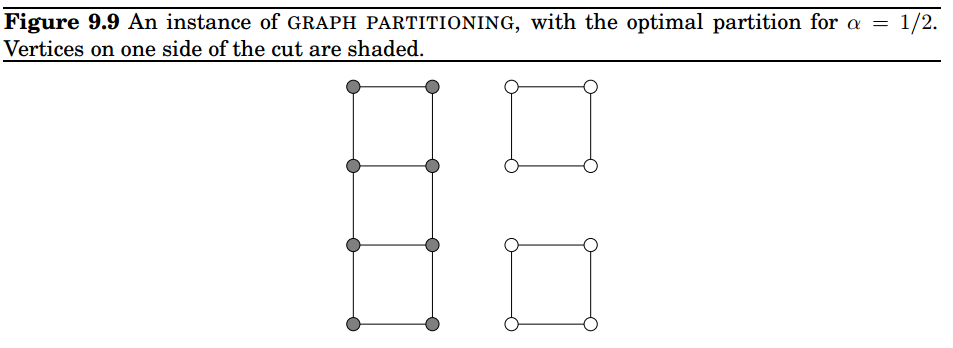 Figure 9.9 An instance of GRAPH PARTITIONING, with the optimal partition for α = 1/2.
Vertices on one side of the cut are shaded.